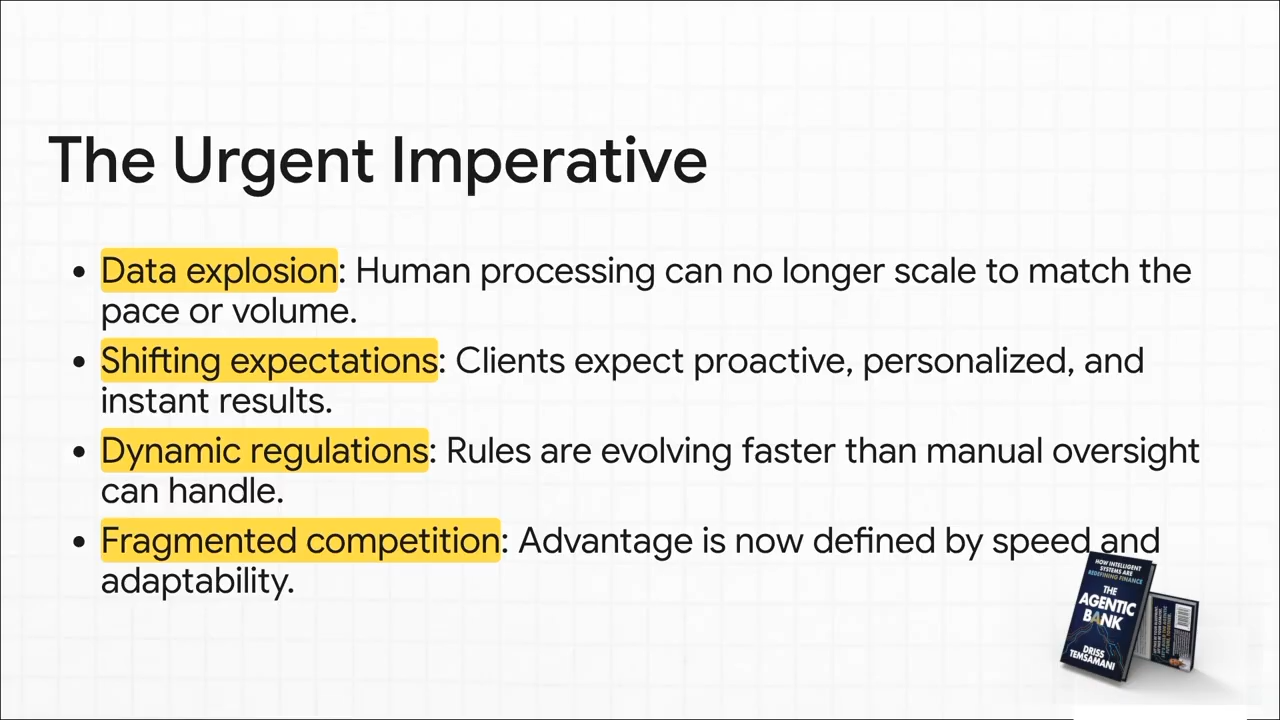 The Urgent Imperative
• Data explosion: Human processing can no longer scale to match the
pace or volume.
• Shifting expectations: Clients expect proactive, personalized, and
instant results.
• Dynamic regulations: Rules are evolving faster than manual oversight
can handle.
• Fragmented competition: Advantage is now defined by speed and
adaptability.
HOW INTELLIGENT
SYSTEMS ARE
REDEFINING FINANCE
THE
AGENTIC
BANK
DRISS
TEMSAMANI